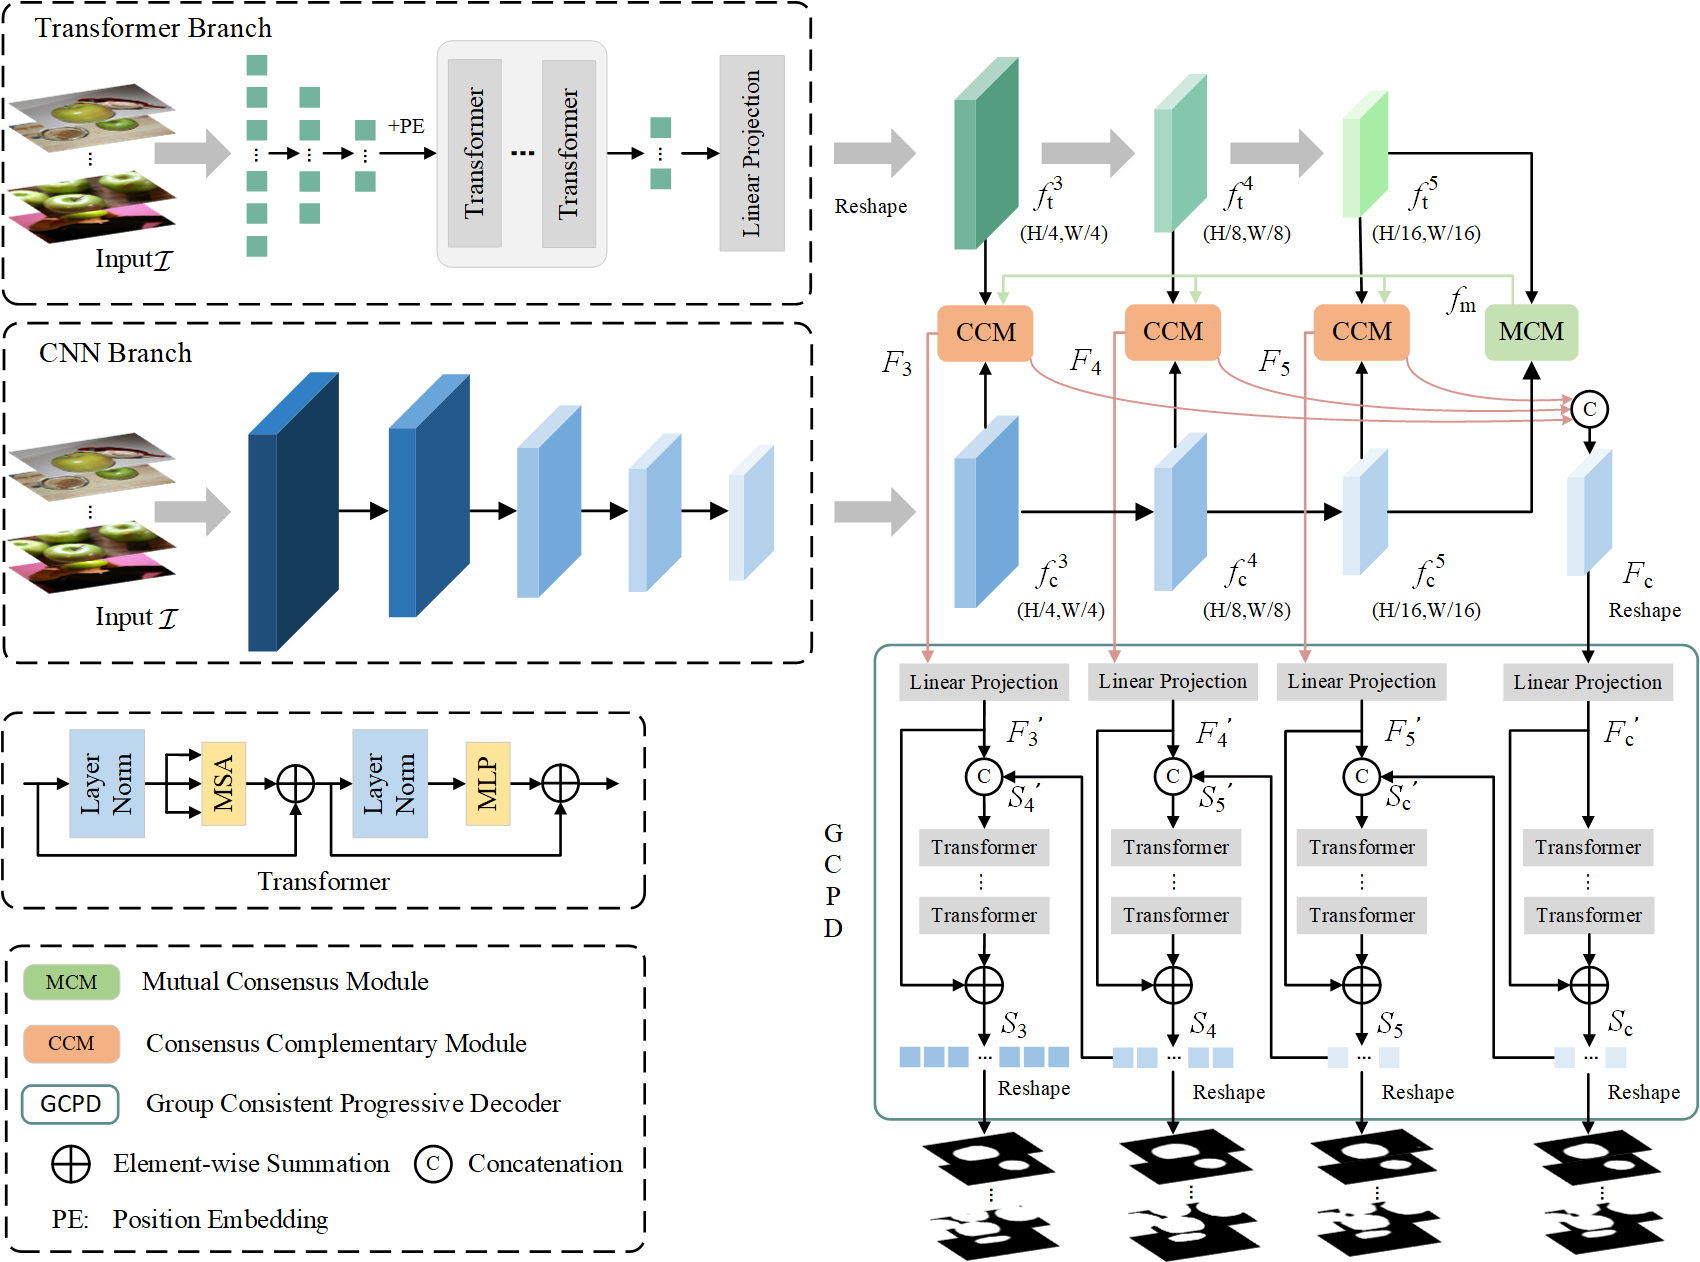 Transformer Branch
+PE
Transformer
...
Transformer
Linear Projection
Input ℐ
Reshape
f_t^3
(H/4,W/4)
f_t^4
(H/8,W/8)
f_t^5
(H/16,W/16)
CCM
CCM
CCM
f_m
MCM
F_3
F_4
F_5
C
CNN Branch
Input ℐ
f_c^3
(H/4,W/4)
f_c^4
(H/8,W/8)
f_c^5
(H/16,W/16)
F_c
Reshape
Linear Projection
Linear Projection
Linear Projection
Linear Projection
F_3'
F_4'
F_5'
F_c'
C
C
C
S_4'
S_5'
S_c'
Transformer
Transformer
Transformer
Transformer
Transformer
Transformer
Transformer
Transformer
S_3
S_4
S_5
S_c
Reshape
Reshape
Reshape
Reshape
G
C
P
D
Layer
Norm
MSA
Layer
Norm
MLP
Transformer
MCM
Mutual Consensus Module
CCM
Consensus Complementary Module
GCPD
Group Consistent Progressive Decoder
Element-wise Summation
C
Concatenation
PE: Position Embedding